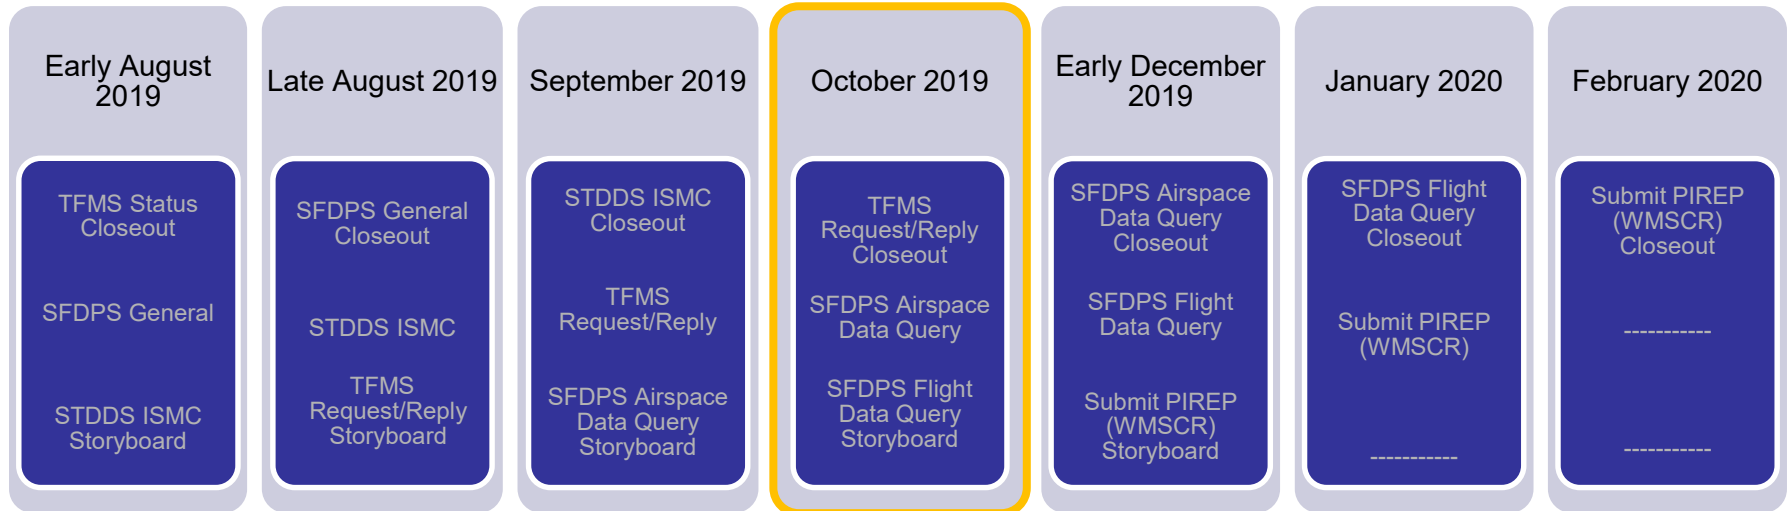 Early August
2019
TFMS Status
Closeout
SFDPS General
STDDS ISMC
Storyboard
Late August 2019
SFDPS General
Closeout
STDDS ISMC
TFMS
Request/Reply
Storyboard
September 2019
STDDS ISMC
Closeout
TFMS
Request/Reply
SFDPS Airspace
Data Query
Storyboard
October 2019
TFMS
Request/Reply
Closeout
SFDPS Airspace
Data Query
SFDPS Flight
Data Query
Storyboard
Early December
2019
SFDPS Airspace
Data Query
Closeout
SFDPS Flight
Data Query
Submit PIREP
(WMSCR)
Storyboard
January 2020
SFDPS Flight
Data Query
Closeout
Submit PIREP
(WMSCR)
-----------
February 2020
Submit PIREP
(WMSCR)
Closeout
-----------
-----------